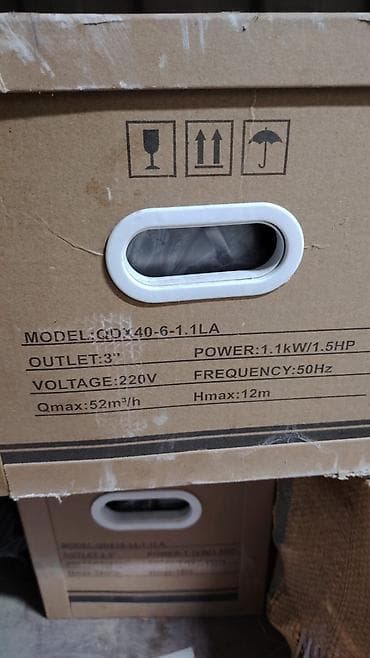 MODEL:QDX40-6-1.1LA
OUTLET:3" POWER:1.1kW/1.5HP
VOLTAGE:220V FREQUENCY:50Hz
Qmax:52m³/h Hmax:12m